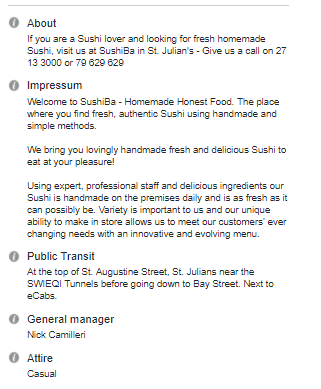 About
If you are a Sushi lover and looking for fresh homemade
Sushi, visit us at SushiBa in St. Julian's - Give us a call on 27
13 3000 or 79 629 629
Impressum
Welcome to SushiBa - Homemade Honest Food. The place
where you find fresh, authentic Sushi using handmade and
simple methods.
We bring you lovingly handmade fresh and delicious Sushi to
eat at your pleasure!
Using expert, professional staff and delicious ingredients our
Sushi is handmade on the premises daily and is as fresh as it
can possibly be. Variety is important to us and our unique
ability to make in store allows us to meet our customers' ever
changing needs with an innovative and evolving menu.
Public Transit
At the top of St. Augustine Street, St. Julians near the
SWIEQI Tunnels before going down to Bay Street. Next to
eCabs.
General manager
Nick Camilleri
Attire
Casual